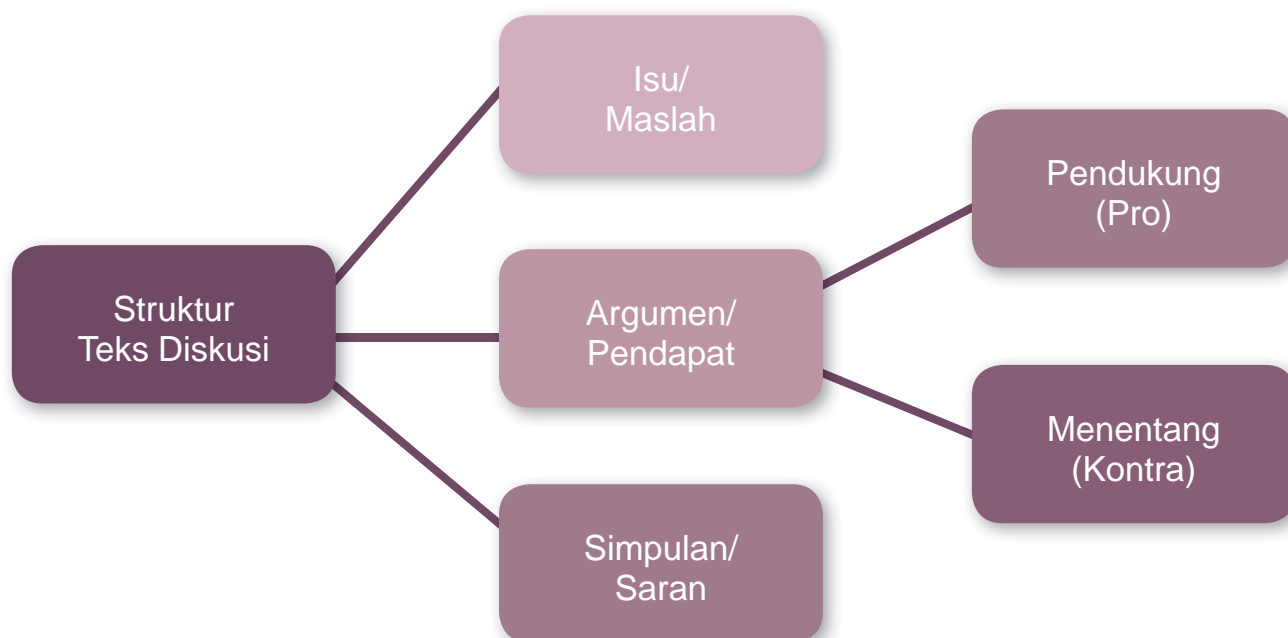 Struktur
Teks Diskusi
Isu/
Maslah
Argumen/
Pendapat
Simpulan/
Saran
Pendukung
(Pro)
Menentang
(Kontra)